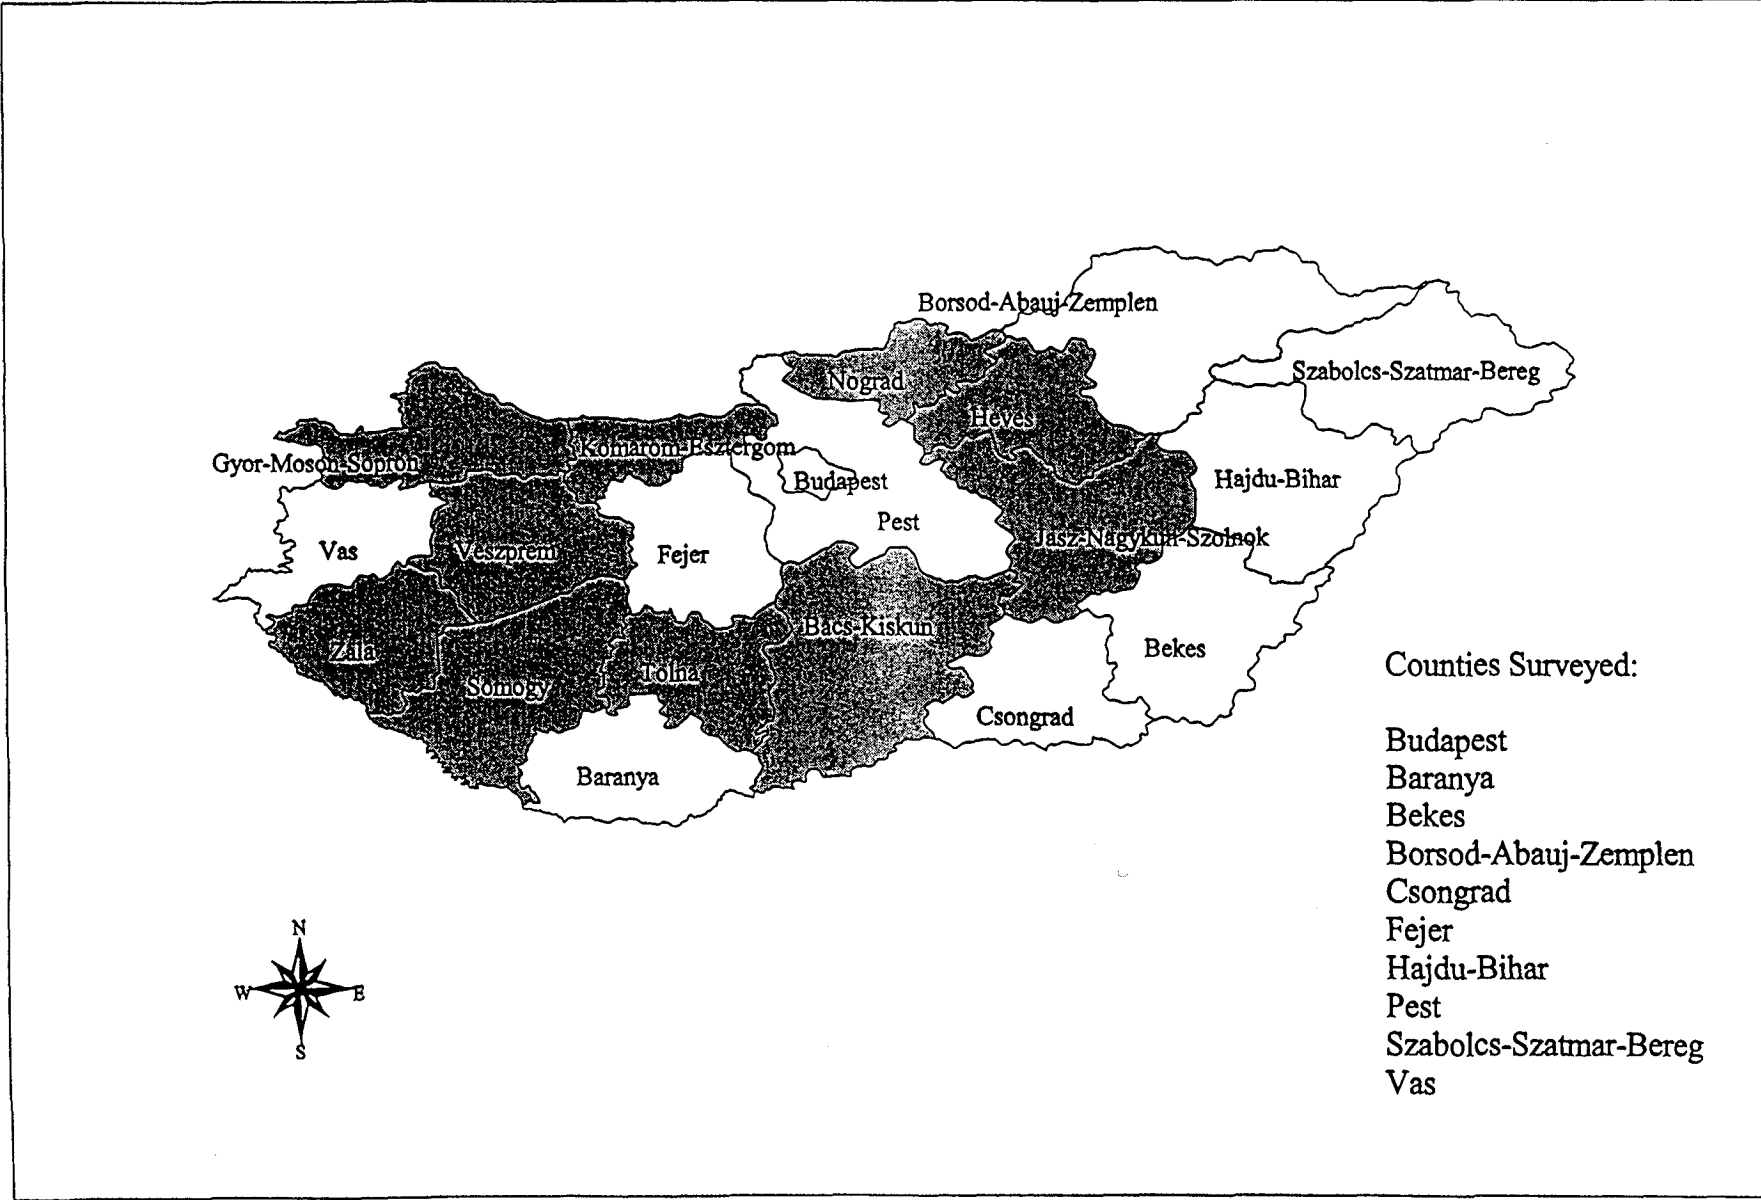 Borsod-Abauj-Zemplen
Szabolcs-Szatmar-Bereg
Nograd
Heves
Komarom-Esztergom
Gyor-Moson-Sopron
Budapest
Hajdu-Bihar
Pest
Jasz-Nagykun-Szolnok
Vas
Veszprem
Fejer
Bacs-Kiskun
Zala
Bekes
Tolna
Somogy
Csongrad
Baranya
Counties Surveyed:
Budapest
Baranya
Bekes
Borsod-Abauj-Zemplen
Csongrad
Fejer
Hajdu-Bihar
Pest
Szabolcs-Szatmar-Bereg
Vas
N
W E
S